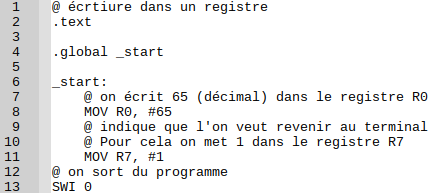 1 @ écrtiure dans un registre
2 .text
3
4 .global _start
5
6 _start:
7 @ on écrit 65 (décimal) dans le registre R0
8 MOV R0, #65
9 @ indique que l'on veut revenir au terminal
10 @ Pour cela on met 1 dans le registre R7
11 MOV R7, #1
12 @ on sort du programme
13 SWI 0